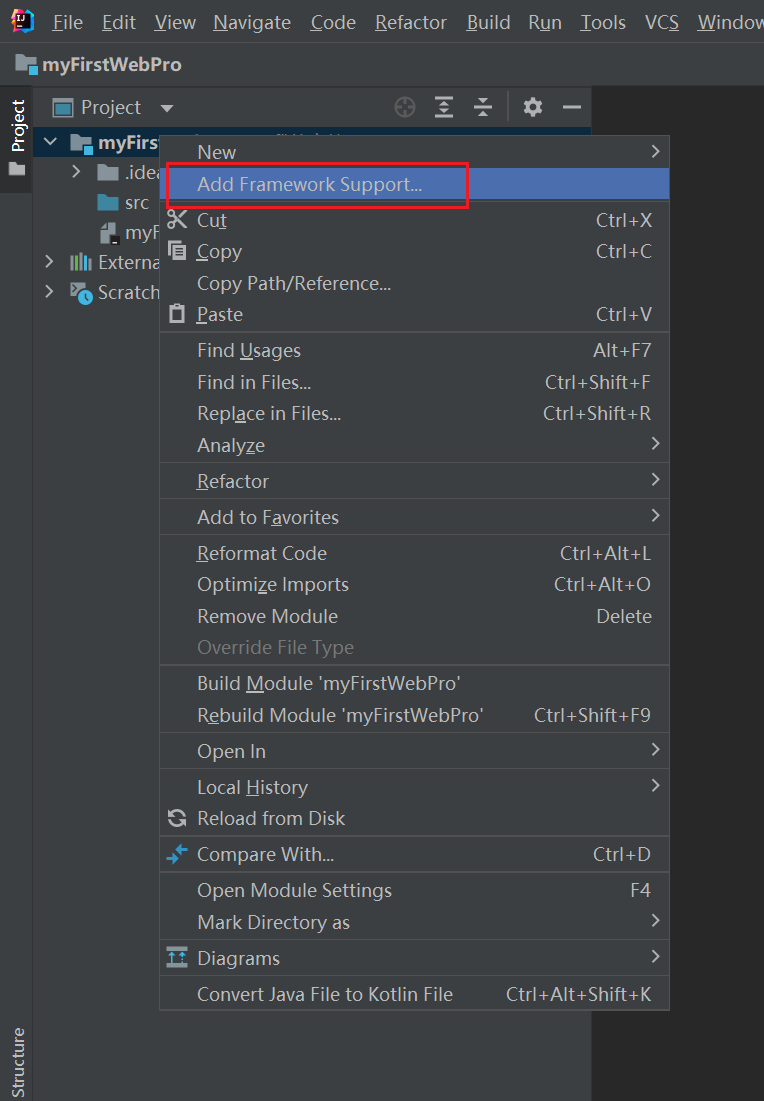 File Edit View Navigate Code Refactor Build Run Tools VCS Window
myFirstWebPro
Project
Project
New
Add Framework Support...
src
Cut Ctrl+X
Copy Ctrl+C
Copy Path/Reference...
Paste Ctrl+V
Find Usages Alt+F7
Find in Files... Ctrl+Shift+F
Replace in Files... Ctrl+Shift+R
Analyze
Refactor
Add to Favorites
Reformat Code Ctrl+Alt+L
Optimize Imports Ctrl+Alt+O
Remove Module Delete
Override File Type
Build Module 'myFirstWebPro'
Rebuild Module 'myFirstWebPro' Ctrl+Shift+F9
Open In
Local History
Reload from Disk
Compare With... Ctrl+D
Open Module Settings F4
Mark Directory as
Diagrams
Convert Java File to Kotlin File Ctrl+Alt+Shift+K
Structure